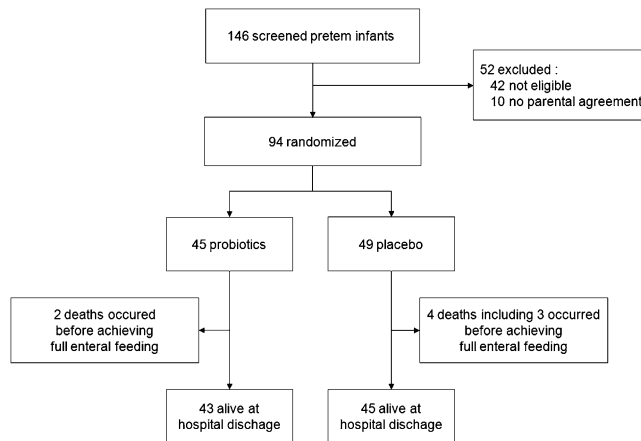 146 screened pretem infants
52 excluded :
42 not eligible
10 no parental agreement
94 randomized
45 probiotics
49 placebo
2 deaths occured
before achieving
full enteral feeding
4 deaths including 3 occurred
before achieving
full enteral feeding
43 alive at
hospital dischage
45 alive at
hospital dischage